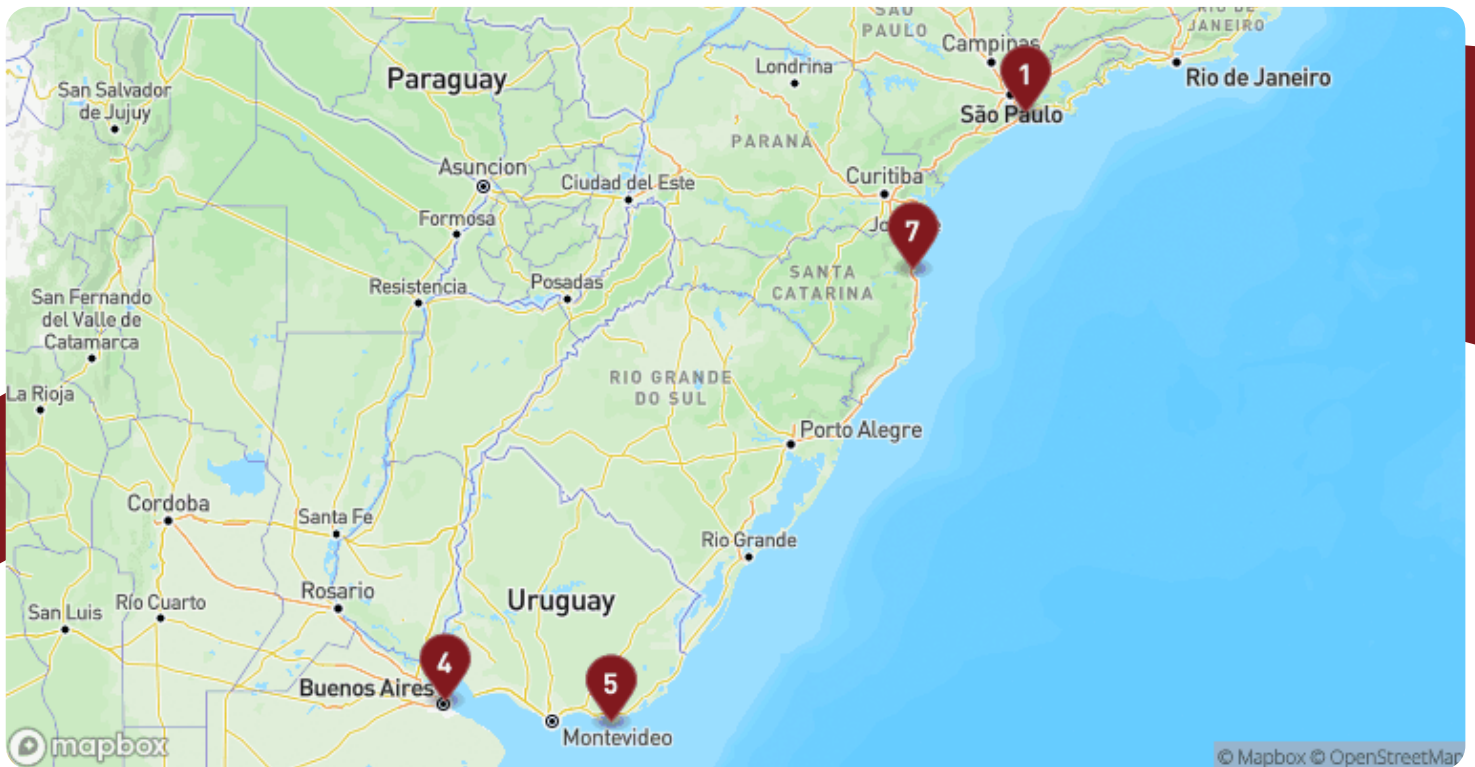 SÃO
PAULO
RIO DE
JANEIRO
Campinas
1
São Paulo
Rio de Janeiro
Londrina
Paraguay
San Salvador
de Jujuy
PARANÁ
Asuncion
Ciudad del Este
Curitiba
Formosa
7
Jo
e
Resistencia
Posadas
SANTA
CATARINA
San Fernando
del Valle de
Catamarca
La Rioja
RIO GRANDE
DO SUL
Porto Alegre
Cordoba
Santa Fe
Rio Grande
Rosario
Uruguay
San Luis
Río Cuarto
4
Buenos Aires
5
Montevideo
mapbox
© Mapbox © OpenStreetMap